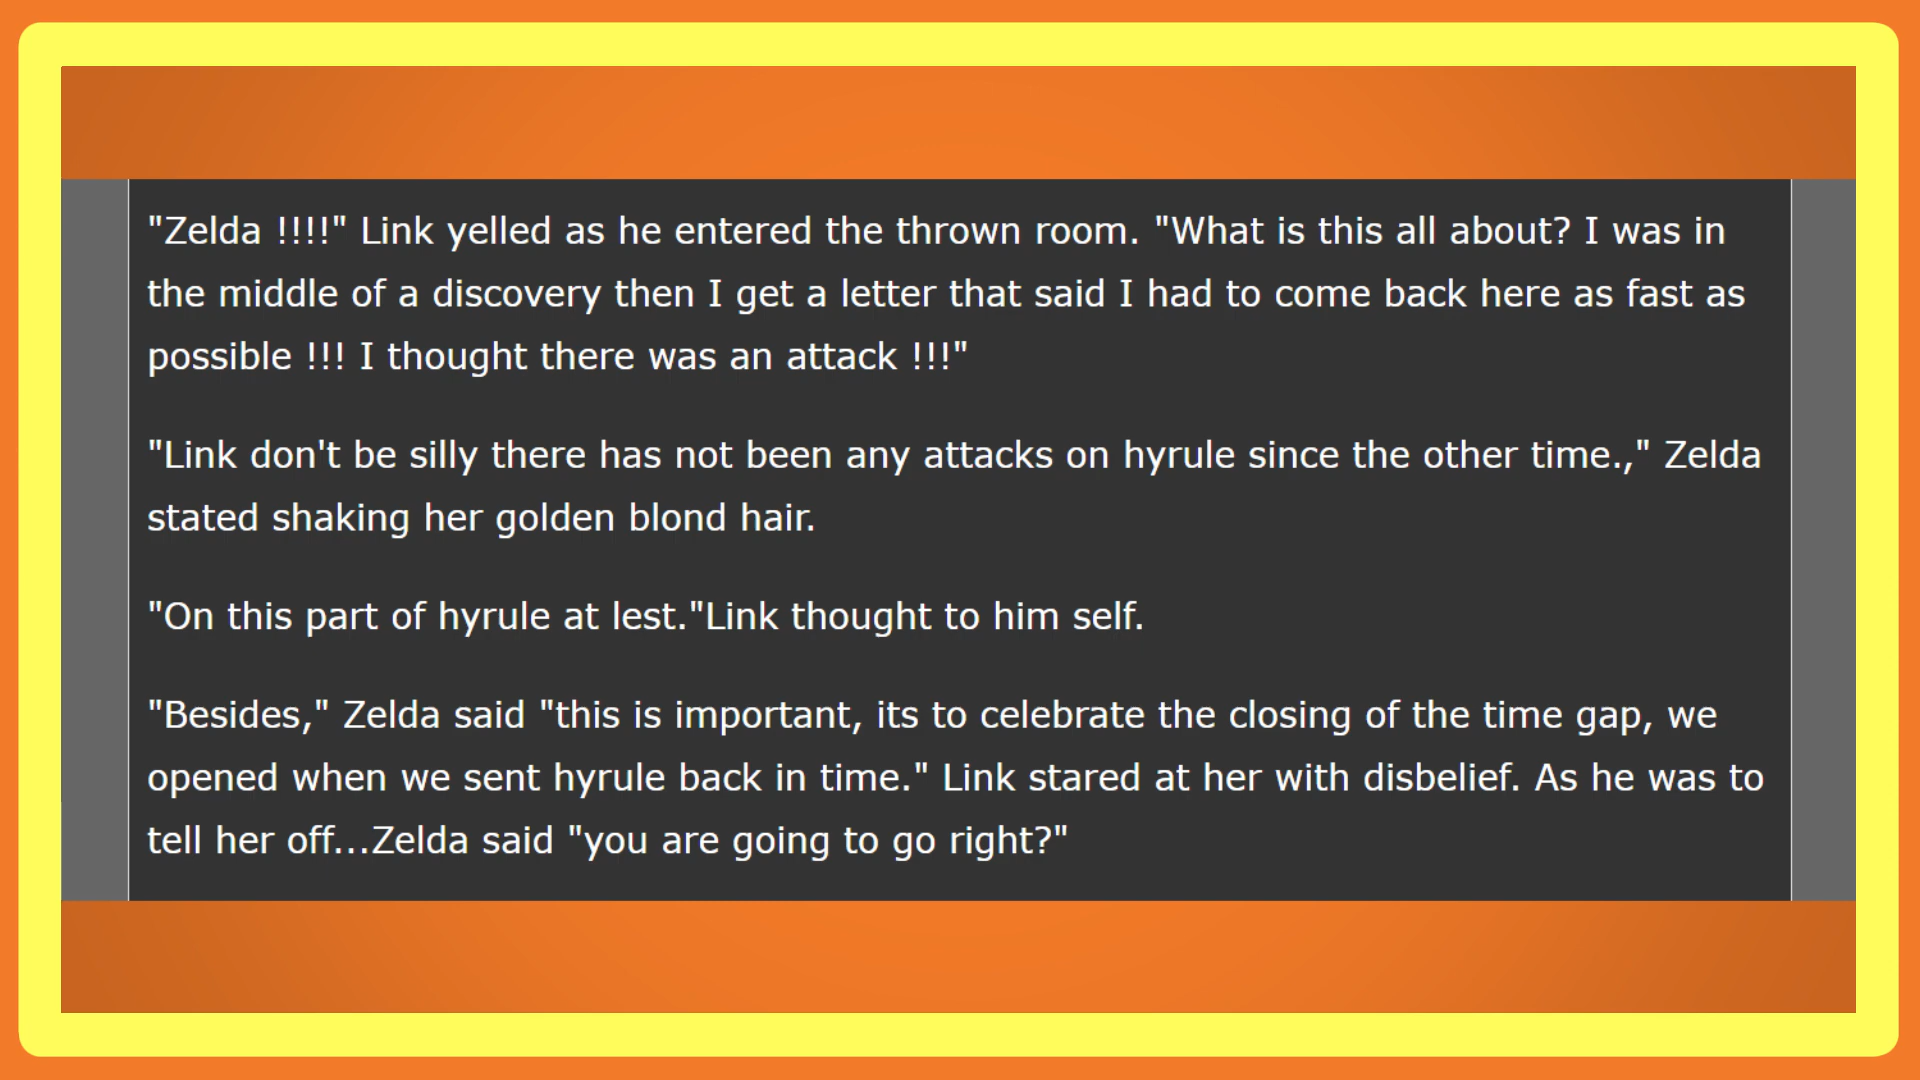 "Zelda !!!!" Link yelled as he entered the thrown room. "What is this all about? I was in
the middle of a discovery then I get a letter that said I had to come back here as fast as
possible !!! I thought there was an attack !!!"
"Link don't be silly there has not been any attacks on hyrule since the other time.," Zelda
stated shaking her golden blond hair.
"On this part of hyrule at lest."Link thought to him self.
"Besides," Zelda said "this is important, its to celebrate the closing of the time gap, we
opened when we sent hyrule back in time." Link stared at her with disbelief. As he was to
tell her off...Zelda said "you are going to go right?"